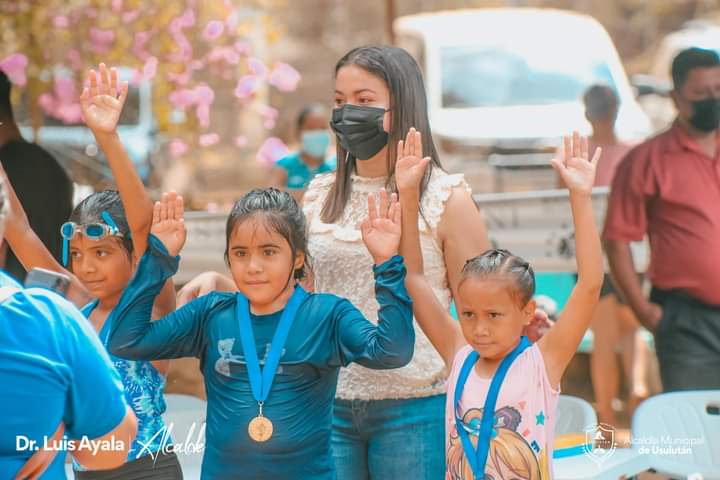 Dr. Luis Ayala
Alcalde
Alcaldía Municipal
de Usulután